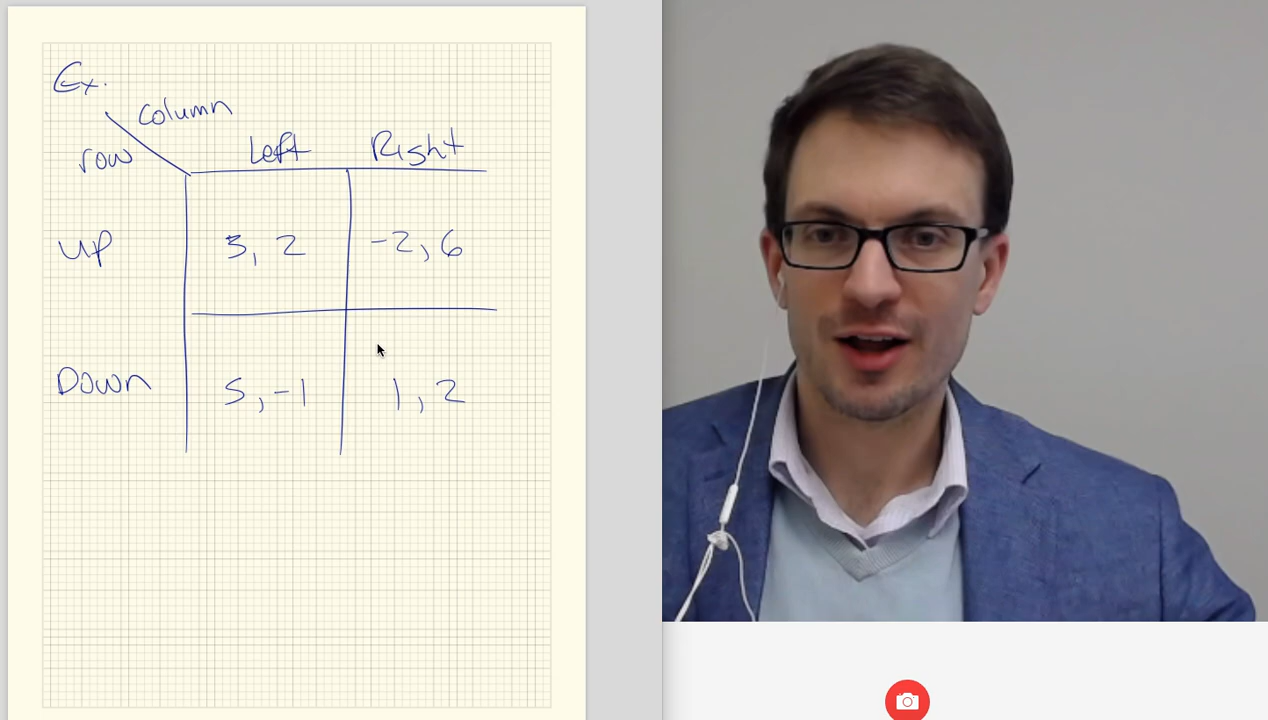 Ex.
column
row Left Right
up 3, 2 -2, 6
Down 5, -1 1, 2